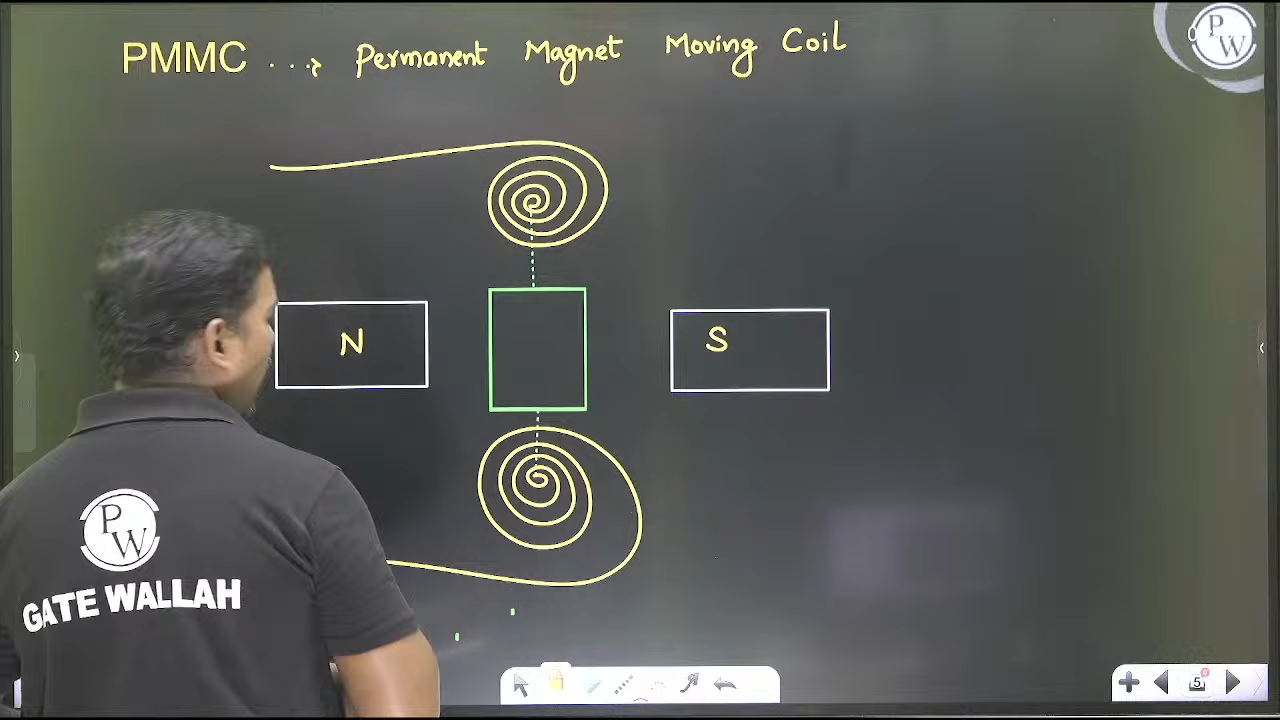 PMMC ...> Permanent Magnet Moving Coil
PW
N
S
PW
GATE WALLAH
5